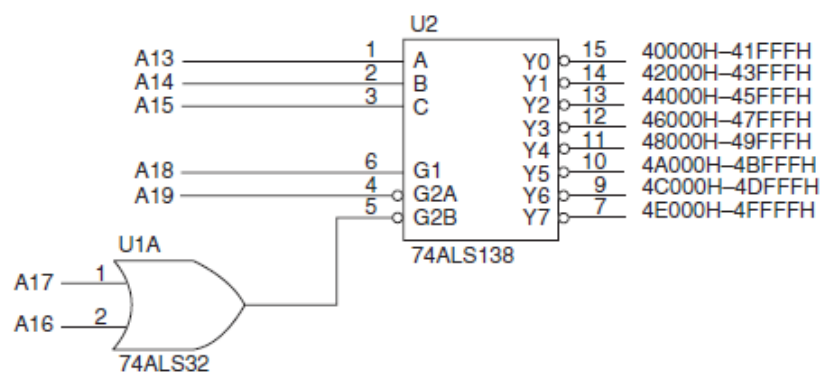 U2
A13 1 A Y0 15 40000H–41FFFH
A14 2 B Y1 14 42000H–43FFFH
A15 3 C Y2 13 44000H–45FFFH
Y3 12 46000H–47FFFH
Y4 11 48000H–49FFFH
A18 6 G1 Y5 10 4A000H–4BFFFH
A19 4 G2A Y6 9 4C000H–4DFFFH
5 G2B Y7 7 4E000H–4FFFFH
U1A
74ALS138
A17 1
A16 2
74ALS32